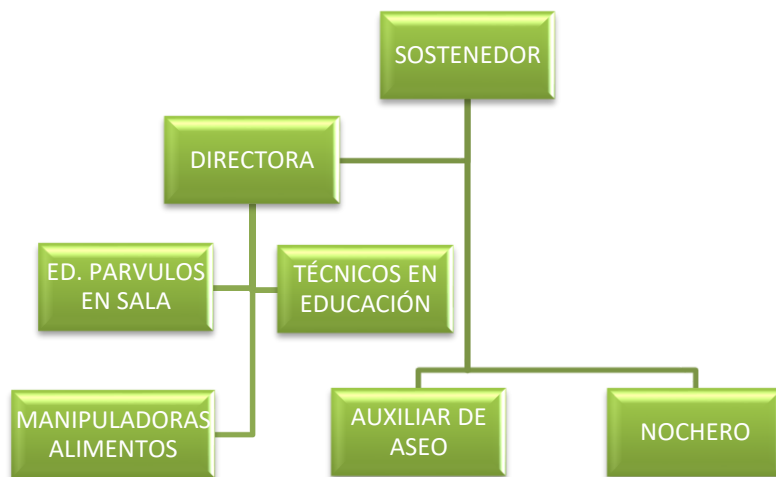 SOSTENEDOR
DIRECTORA
ED. PARVULOS
EN SALA
TÉCNICOS EN
EDUCACIÓN
MANIPULADORAS
ALIMENTOS
AUXILIAR DE
ASEO
NOCHERO